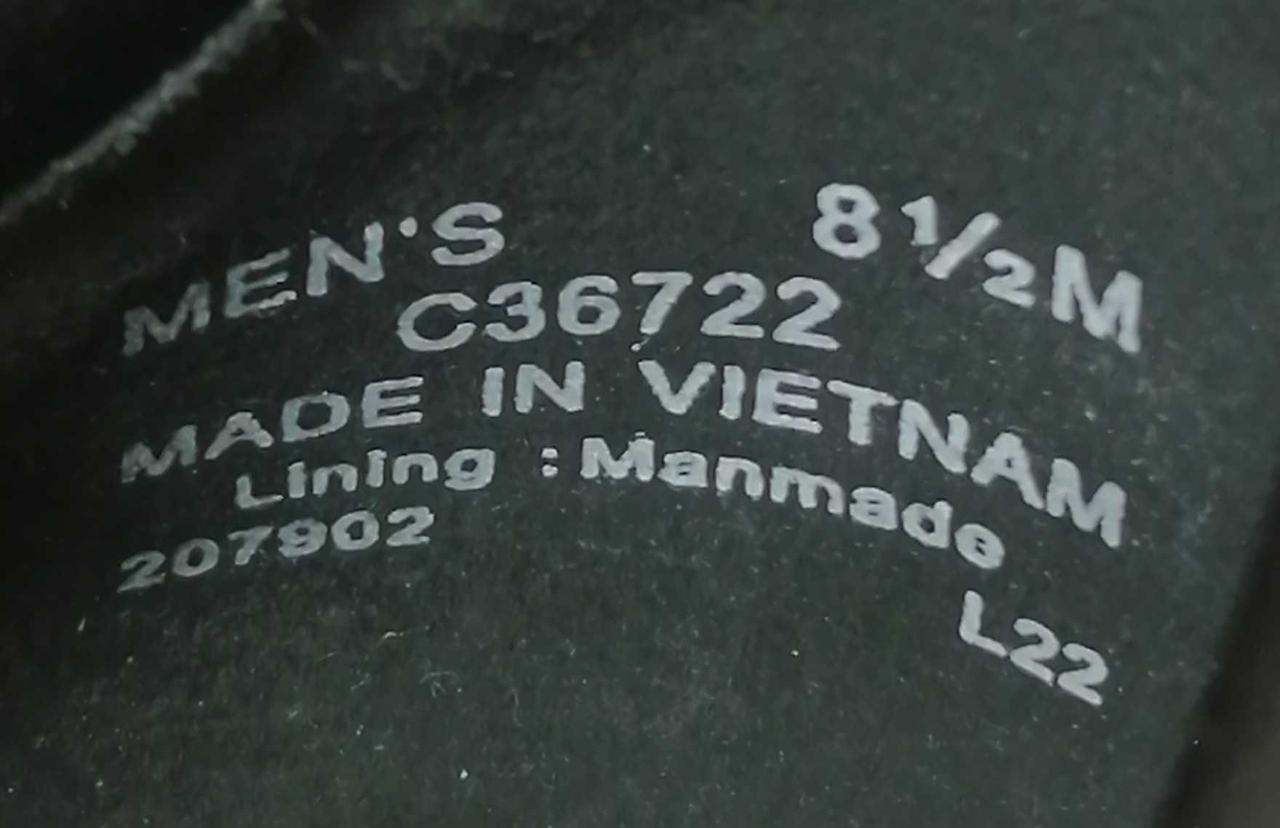 MEN'S 8½M
C36722
MADE IN VIETNAM
Lining : Manmade
207902
L22